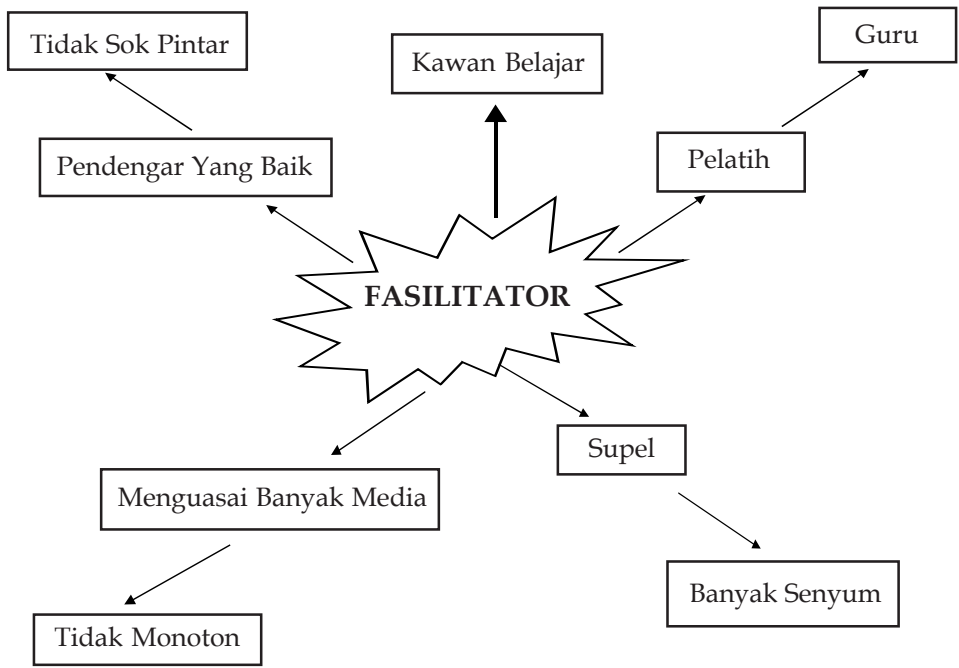 Tidak Sok Pintar
Kawan Belajar
Guru
Pendengar Yang Baik
Pelatih
FASILITATOR
Supel
Menguasai Banyak Media
Banyak Senyum
Tidak Monoton